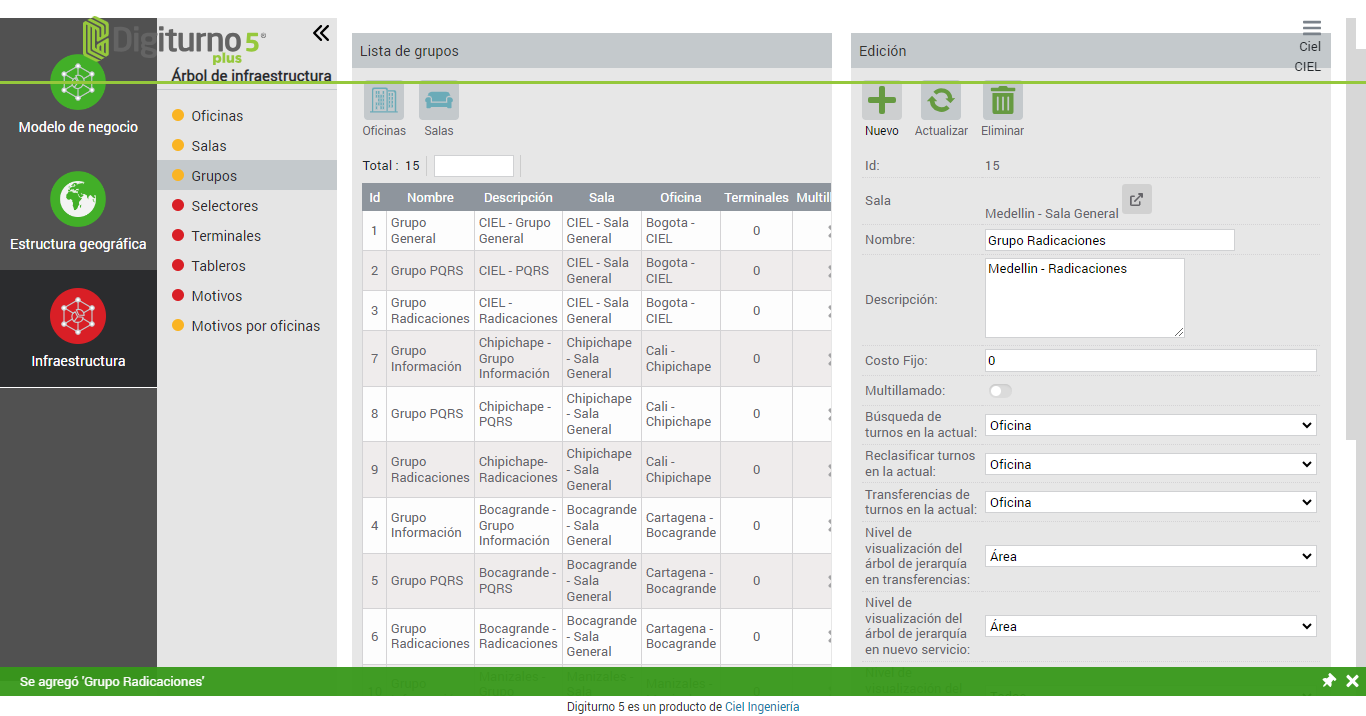 Digiturno 5®
plus
Árbol de infraestructura
Modelo de negocio
Estructura geográfica
Infraestructura
Oficinas
Salas
Grupos
Selectores
Terminales
Tableros
Motivos
Motivos por oficinas
Lista de grupos
Oficinas
Salas
Total : 15
Id Nombre Descripción Sala Oficina Terminales Multill
1 Grupo General CIEL - Grupo General CIEL - Sala General Bogota - CIEL 0
2 Grupo PQRS CIEL - PQRS CIEL - Sala General Bogota - CIEL 0
3 Grupo Radicaciones CIEL - Radicaciones CIEL - Sala General Bogota - CIEL 0
7 Grupo Información Chipichape - Grupo Información Chipichape - Sala General Cali - Chipichape 0
8 Grupo PQRS Chipichape - PQRS Chipichape - Sala General Cali - Chipichape 0
9 Grupo Radicaciones Chipichape- Radicaciones Chipichape - Sala General Cali - Chipichape 0
4 Grupo Información Bocagrande - Grupo Información Bocagrande - Sala General Cartagena - Bocagrande 0
5 Grupo PQRS Bocagrande - PQRS Bocagrande - Sala General Cartagena - Bocagrande 0
6 Grupo Radicaciones Bocagrande - Radicaciones Bocagrande - Sala General Cartagena - Bocagrande 0
Edición
Ciel
CIEL
Nuevo
Actualizar
Eliminar
Id: 15
Sala Medellin - Sala General
Nombre: Grupo Radicaciones
Descripción: Medellin - Radicaciones
Costo Fijo: 0
Multillamado:
Búsqueda de
turnos en la actual: Oficina
Reclasificar turnos
en la actual: Oficina
Transferencias de
turnos en la actual: Oficina
Nivel de
visualización del
árbol de jerarquía
en transferencias: Área
Nivel de
visualización del
árbol de jerarquía
en nuevo servicio: Área
Se agregó 'Grupo Radicaciones'
Digiturno 5 es un producto de Ciel Ingeniería